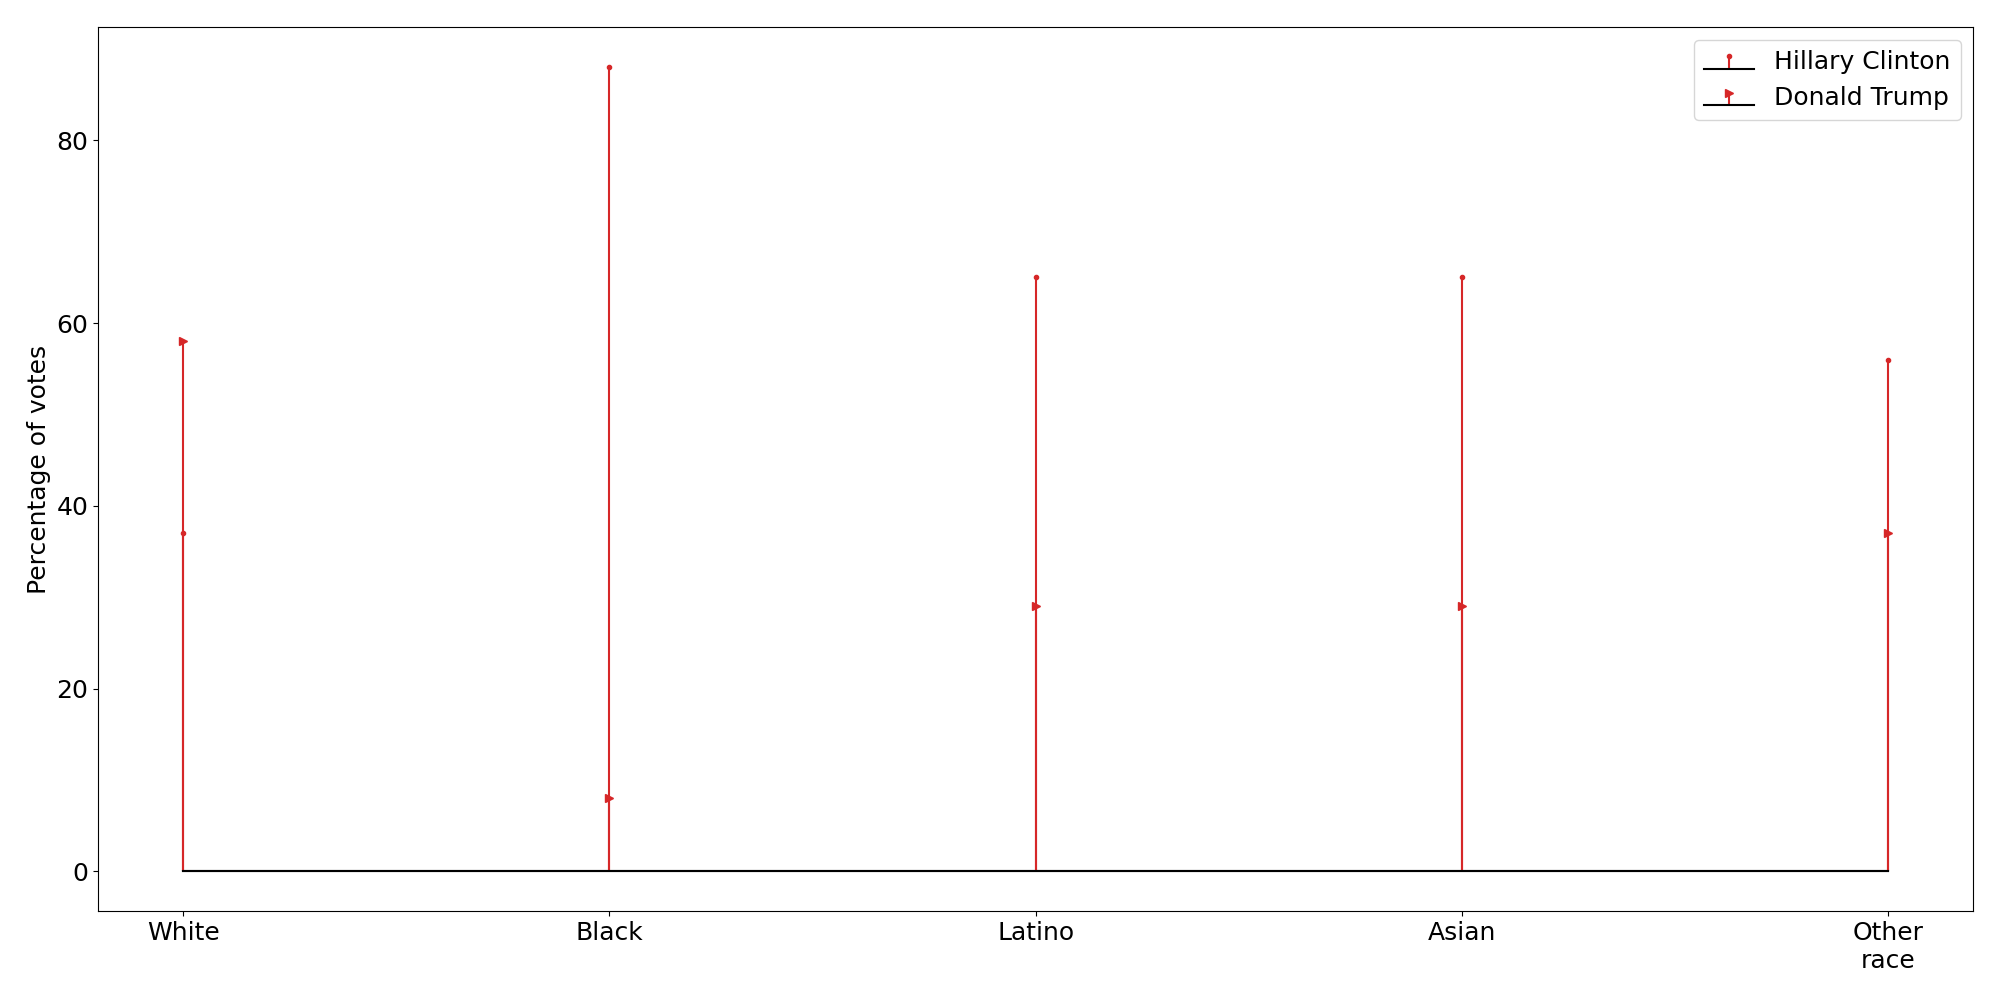 Hillary Clinton
Donald Trump
Percentage of votes
80
60
40
20
0
White
Black
Latino
Asian
Other
race